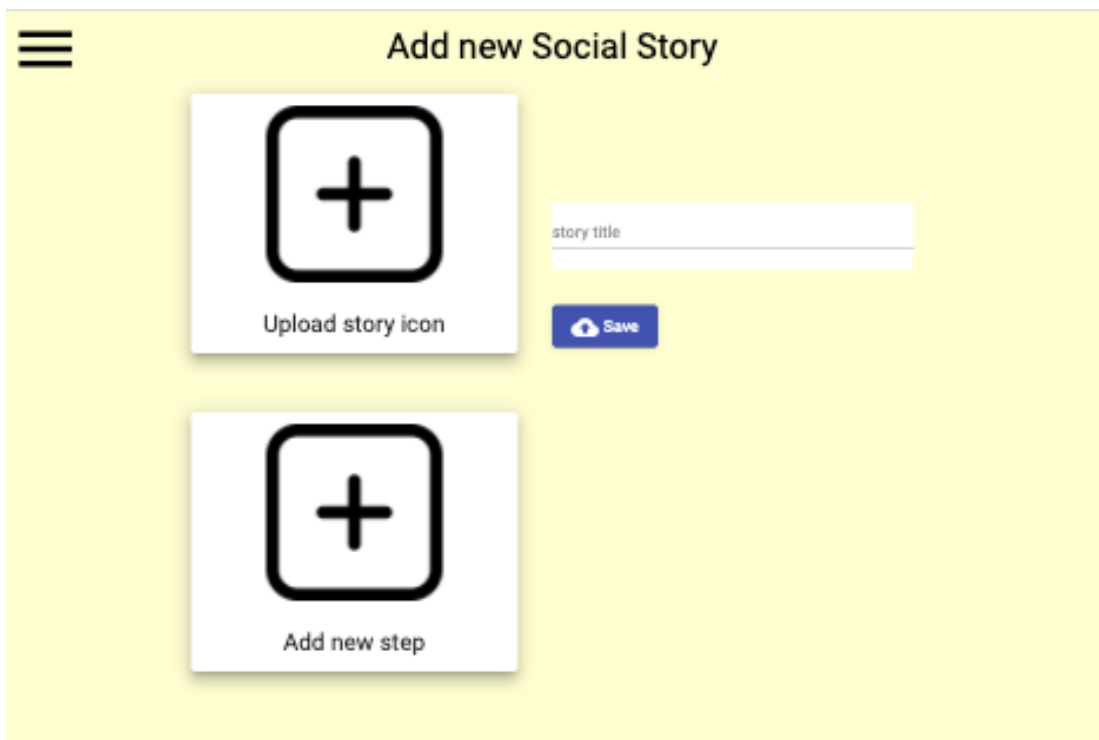 Add new Social Story
Upload story icon
story title
Save
Add new step